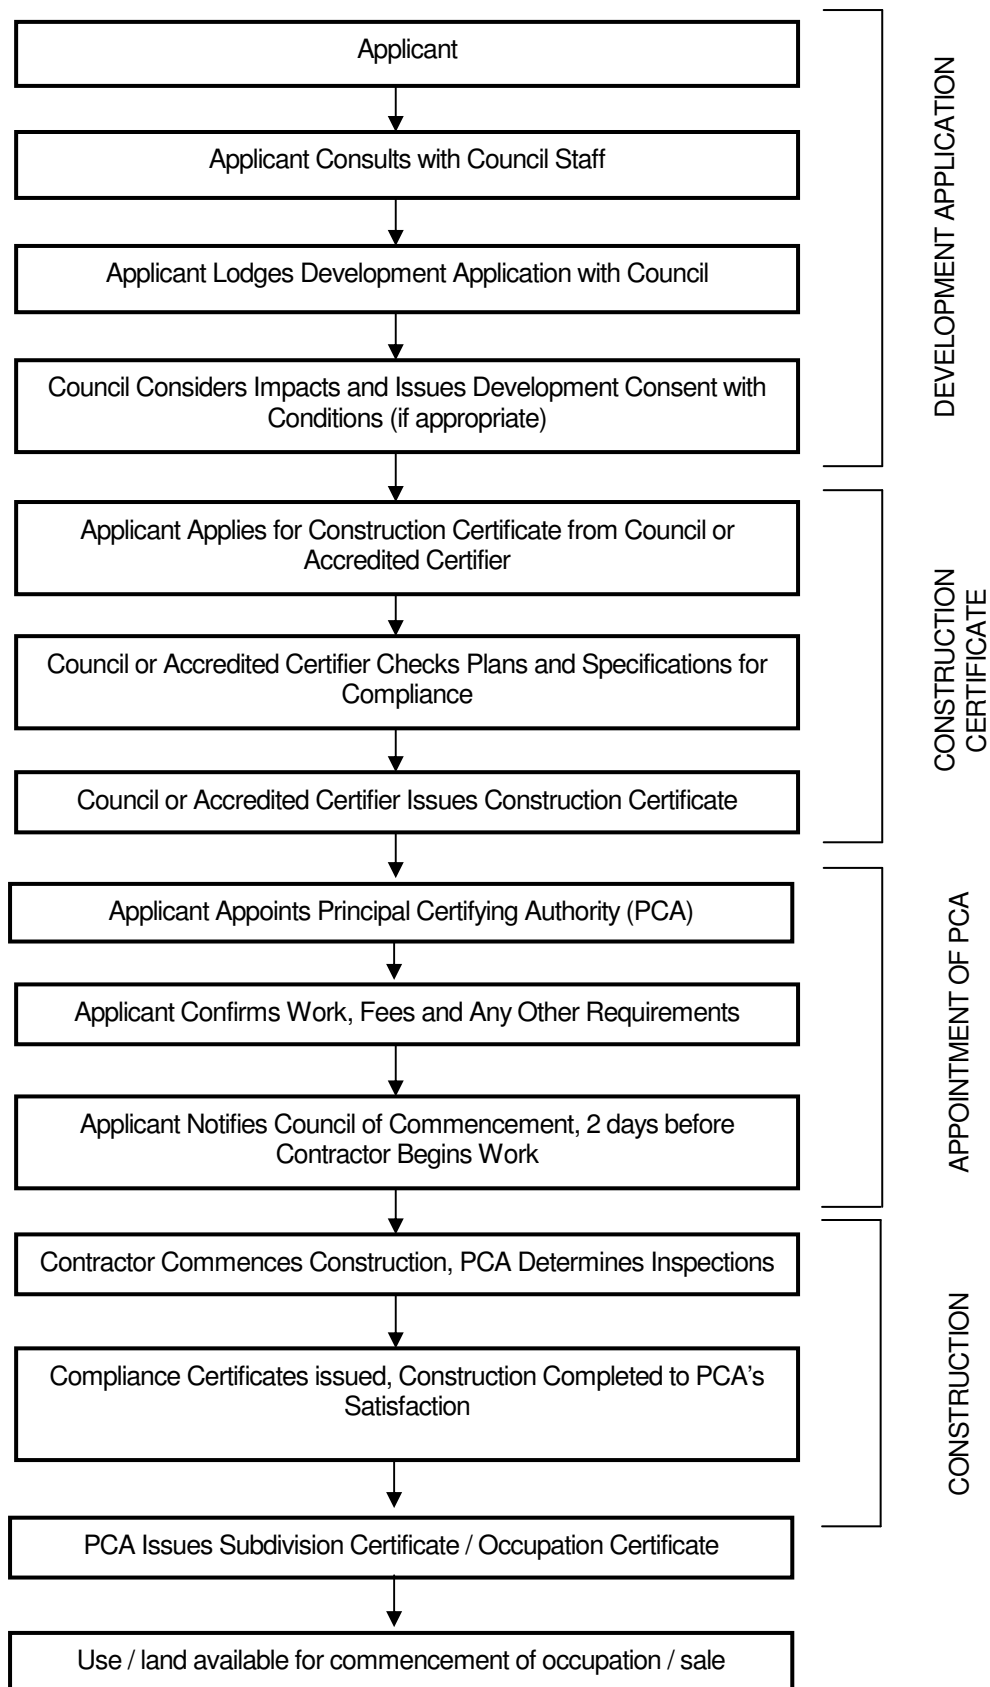 Applicant
Applicant Consults with Council Staff
Applicant Lodges Development Application with Council
Council Considers Impacts and Issues Development Consent with
Conditions (if appropriate)
DEVELOPMENT APPLICATION
Applicant Applies for Construction Certificate from Council or
Accredited Certifier
Council or Accredited Certifier Checks Plans and Specifications for
Compliance
Council or Accredited Certifier Issues Construction Certificate
CONSTRUCTION
CERTIFICATE
Applicant Appoints Principal Certifying Authority (PCA)
Applicant Confirms Work, Fees and Any Other Requirements
Applicant Notifies Council of Commencement, 2 days before
Contractor Begins Work
APPOINTMENT OF PCA
Contractor Commences Construction, PCA Determines Inspections
Compliance Certificates issued, Construction Completed to PCA's
Satisfaction
CONSTRUCTION
PCA Issues Subdivision Certificate / Occupation Certificate
Use / land available for commencement of occupation / sale